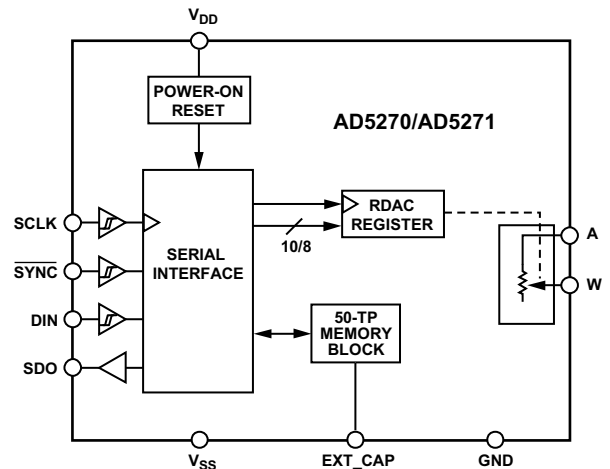 VDD
POWER-ON
RESET
AD5270/AD5271
SCLK
SYNC
DIN
SDO
SERIAL
INTERFACE
10/8
RDAC
REGISTER
A
W
50-TP
MEMORY
BLOCK
VSS
EXT_CAP
GND